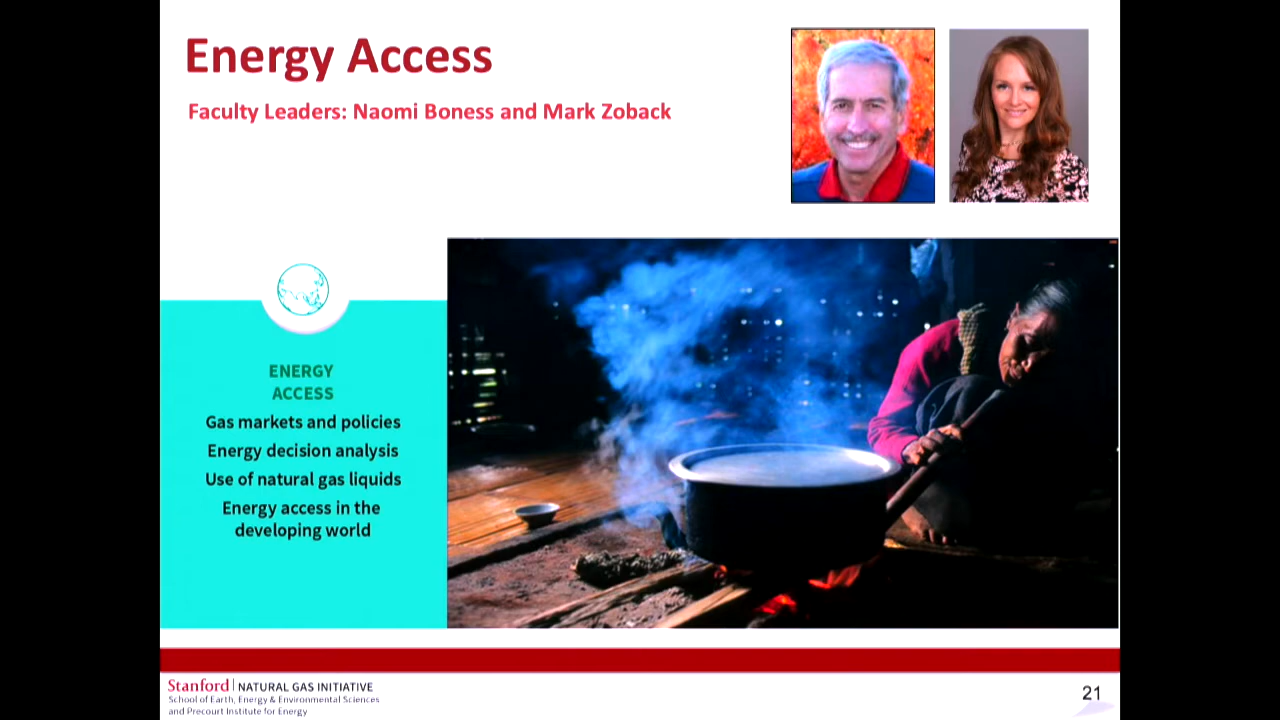 Energy Access
Faculty Leaders: Naomi Boness and Mark Zoback
ENERGY
ACCESS
Gas markets and policies
Energy decision analysis
Use of natural gas liquids
Energy access in the
developing world
Stanford | NATURAL GAS INITIATIVE
School of Earth, Energy & Environmental Sciences
and Precourt Institute for Energy
21